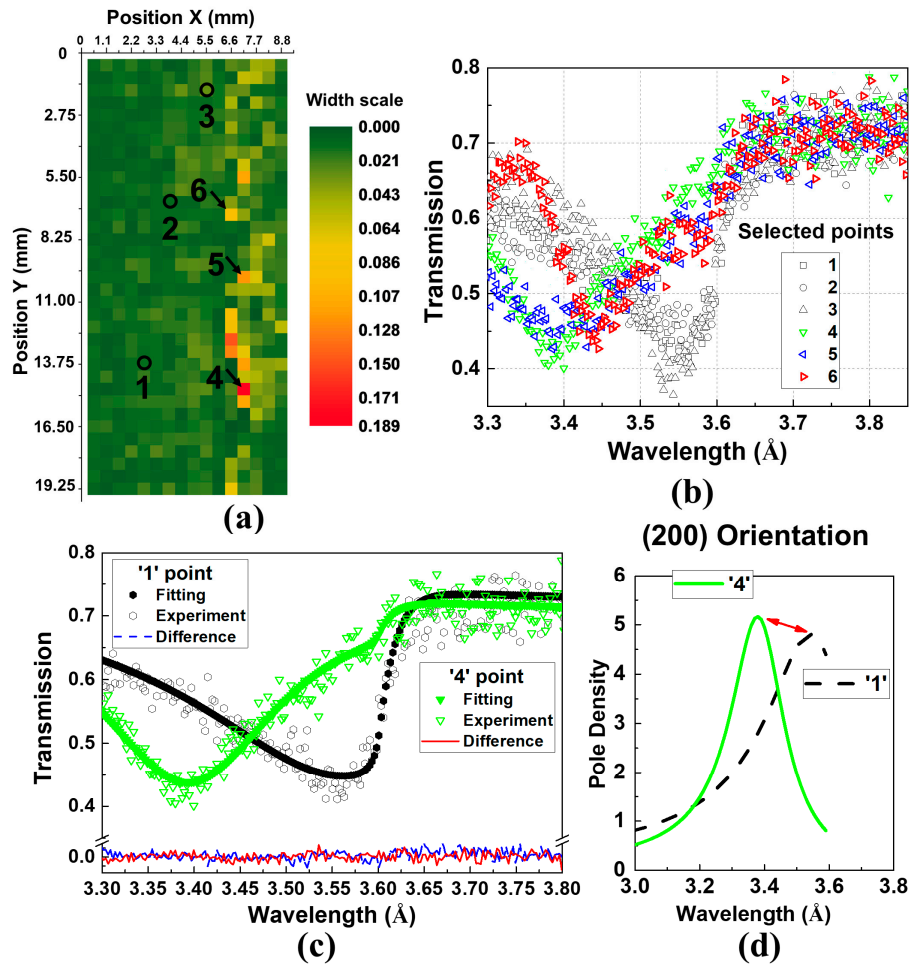 Position X (mm)
0 1.1 2.2 3.3 4.4 5.5 6.6 7.7 8.8
Position Y (mm)
0
2.75
5.50
8.25
11.00
13.75
16.50
19.25
3
6
2
5
4
1
Width scale
0.000
0.021
0.043
0.064
0.086
0.107
0.128
0.150
0.171
0.189
(a)
Transmission
0.8
0.7
0.6
0.5
0.4
3.3 3.4 3.5 3.6 3.7 3.8
Wavelength (Å)
Selected points
1
2
3
4
5
6
(b)
Transmission
0.8
0.7
0.6
0.5
0.4
0.0
3.30 3.35 3.40 3.45 3.50 3.55 3.60 3.65 3.70 3.75 3.80
Wavelength (Å)
'1' point
Fitting
Experiment
Difference
'4' point
Fitting
Experiment
Difference
(c)
(200) Orientation
Pole Density
6
5
4
3
2
1
0
3.0 3.2 3.4 3.6 3.8
Wavelength (Å)
'4'
'1'
(d)